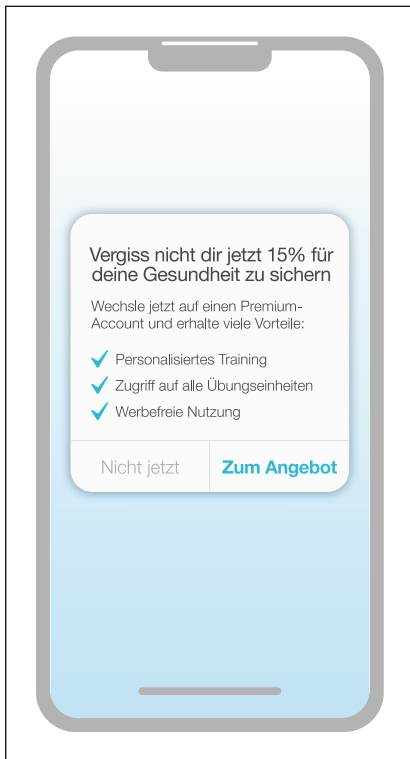 Vergiss nicht dir jetzt 15% für
deine Gesundheit zu sichern
Wechsle jetzt auf einen Premium-
Account und erhalte viele Vorteile:
Personalisiertes Training
Zugriff auf alle Übungseinheiten
Werbefreie Nutzung
Nicht jetzt
Zum Angebot